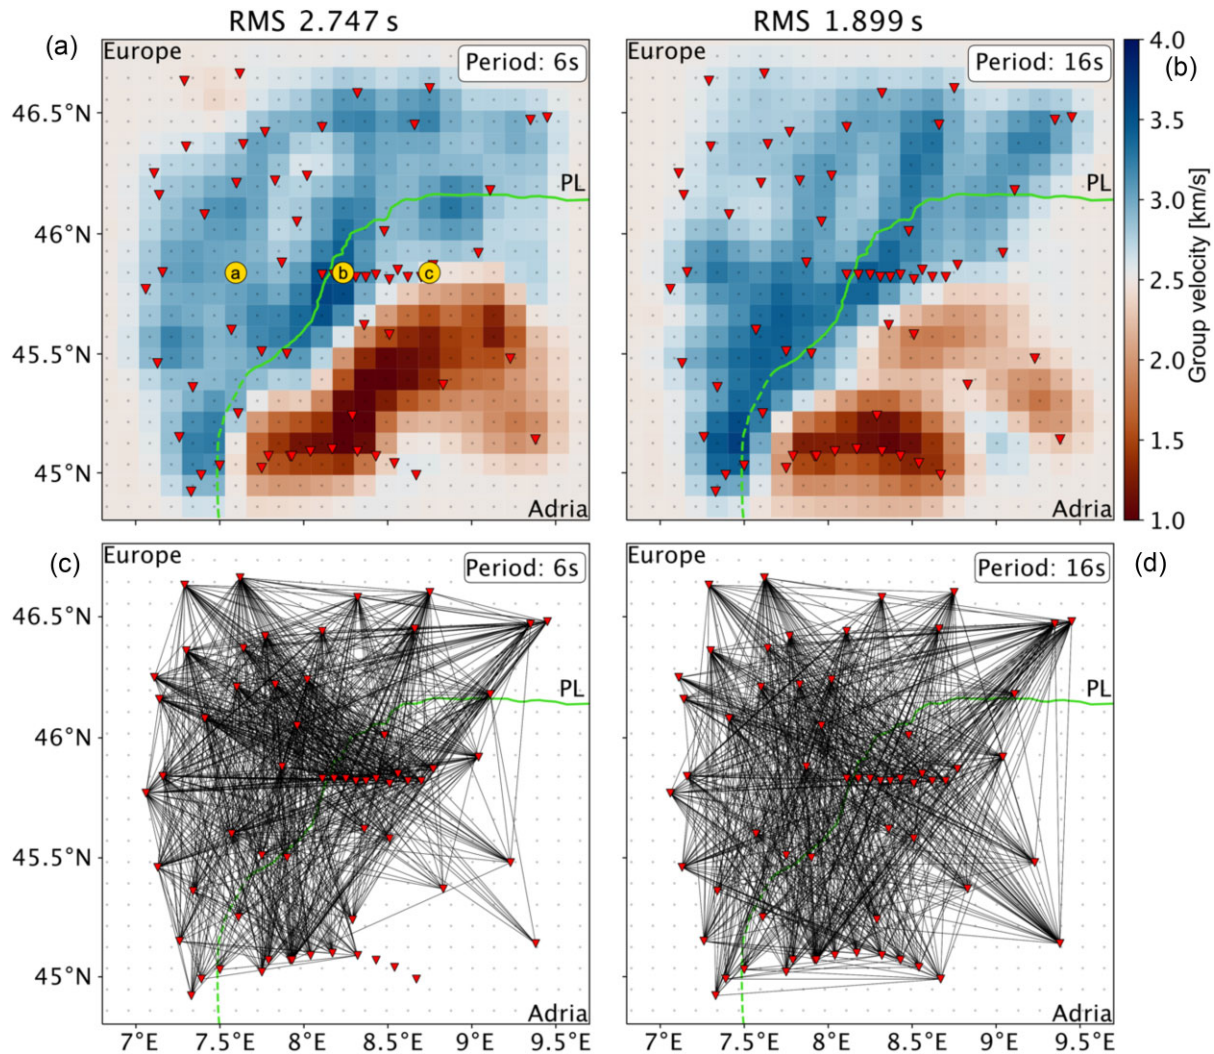 RMS 2.747 s
RMS 1.899 s
(a)
Europe
Period: 6s
Period: 16s
4.0
(b)
46.5°N
3.5
PL
PL
46°N
3.0
a
b
c
2.5
Group velocity [km/s]
45.5°N
2.0
1.5
45°N
Adria
Adria
1.0
(c)
Europe
Period: 6s
Europe
Period: 16s
(d)
46.5°N
PL
PL
46°N
45.5°N
45°N
Adria
Adria
7°E
7.5°E
8°E
8.5°E
9°E
9.5°E
7°E
7.5°E
8°E
8.5°E
9°E
9.5°E